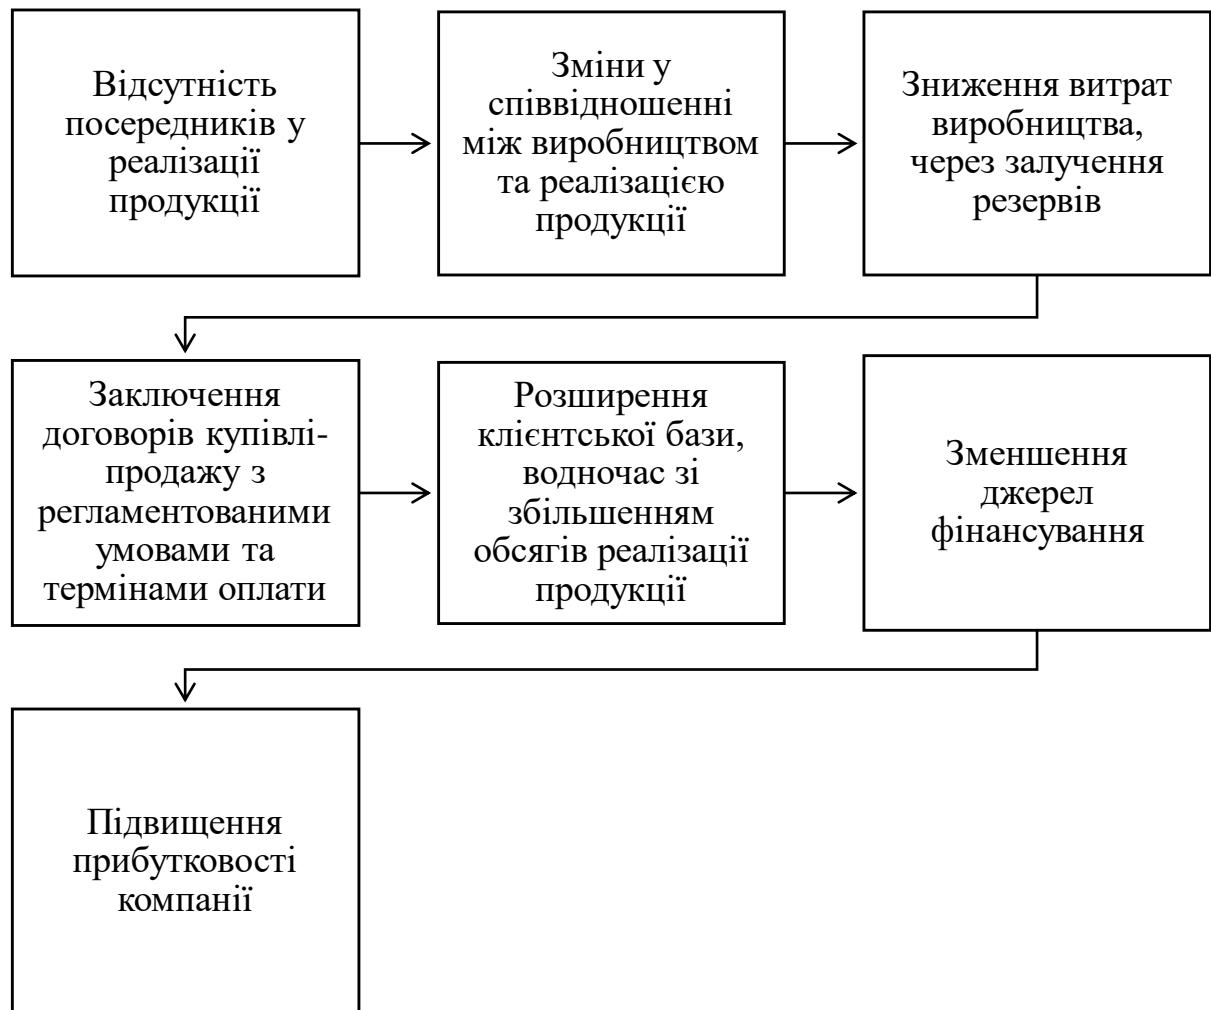 Відсутність
посередників у
реалізації
продукції
Зміни у
співвідношенні
між виробництвом
та реалізацією
продукції
Зниження витрат
виробництва,
через залучення
резервів
Заключення
договорів купівлі-
продажу з
регламентованими
умовами та
термінами оплати
Розширення
клієнтської бази,
водночас зі
збільшенням
обсягів реалізації
продукції
Зменшення
джерел
фінансування
Підвищення
прибутковості
компанії